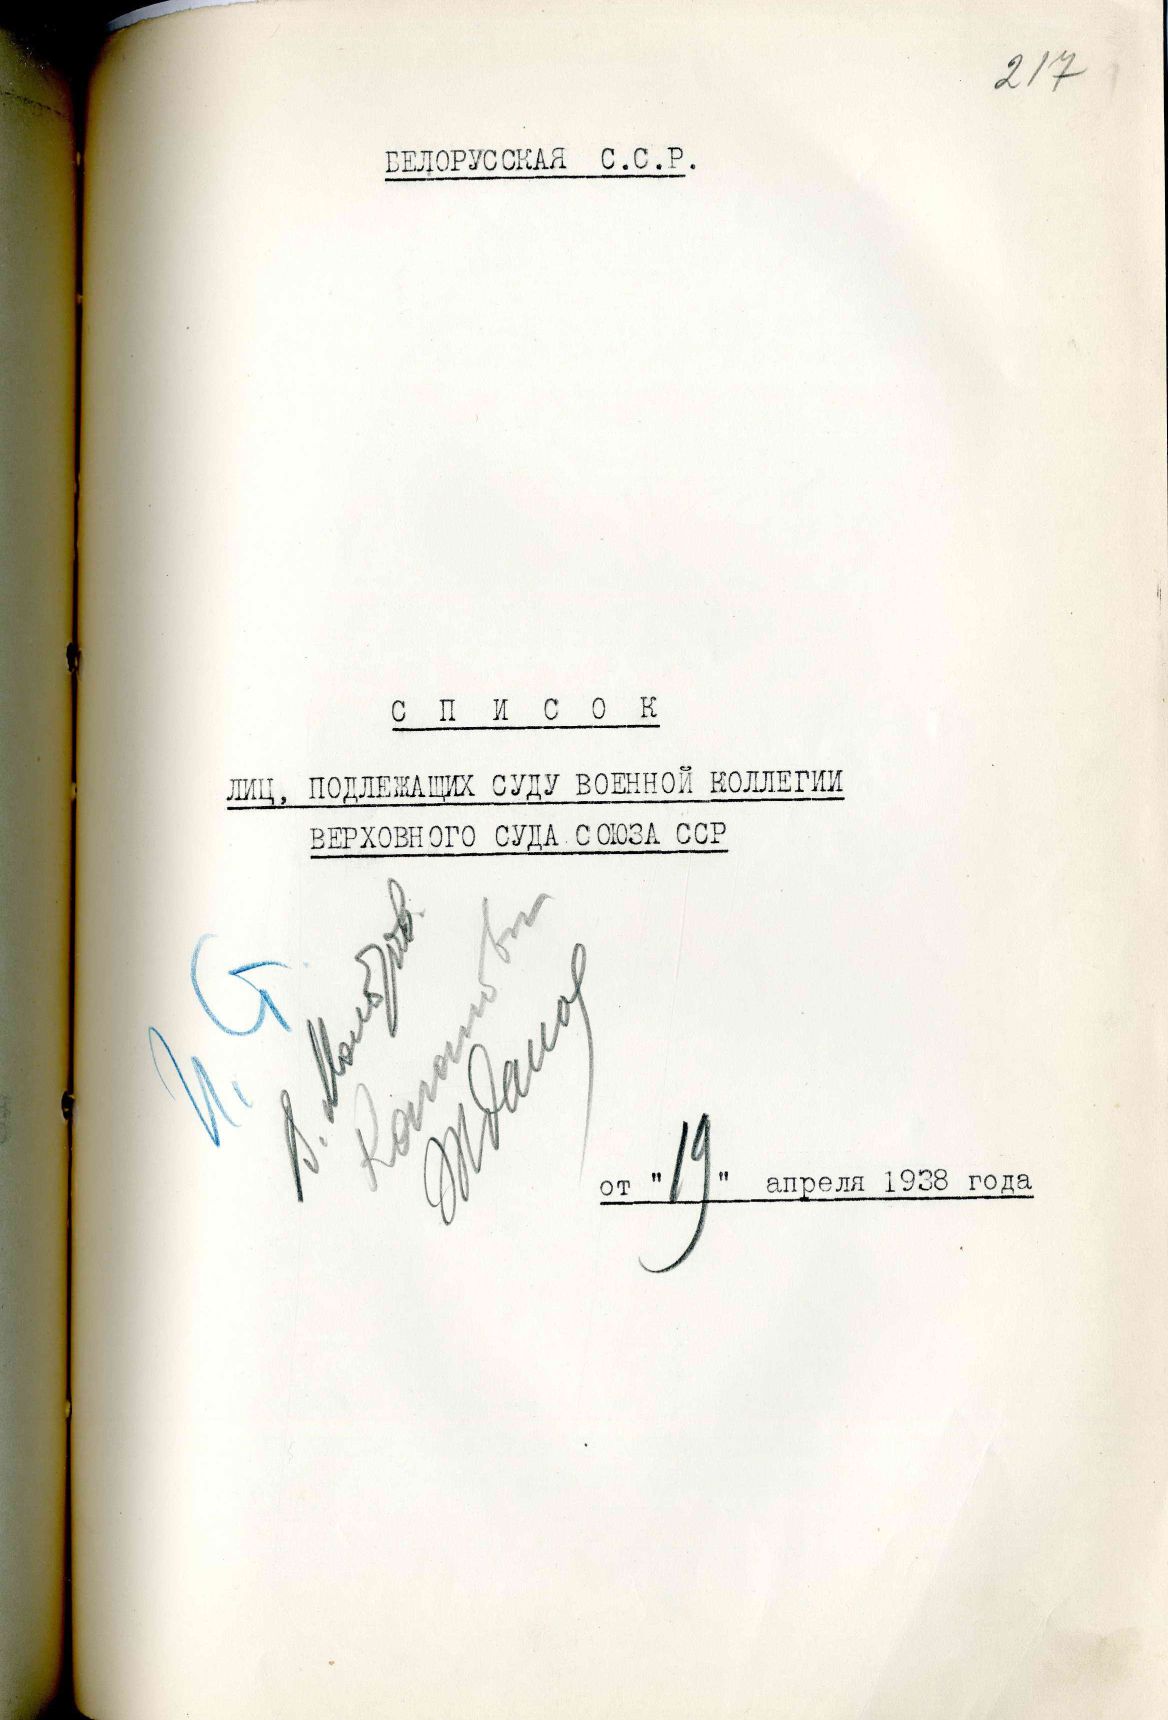 217
БЕЛОРУССКАЯ С.С.Р.
С П И С О К
ЛИЦ, ПОДЛЕЖАЩИХ СУДУ ВОЕННОЙ КОЛЛЕГИИ
ВЕРХОВНОГО СУДА СОЮЗА ССР
И. Ст
В. Молотов.
Каганович
Жданов
от "19" апреля 1938 года